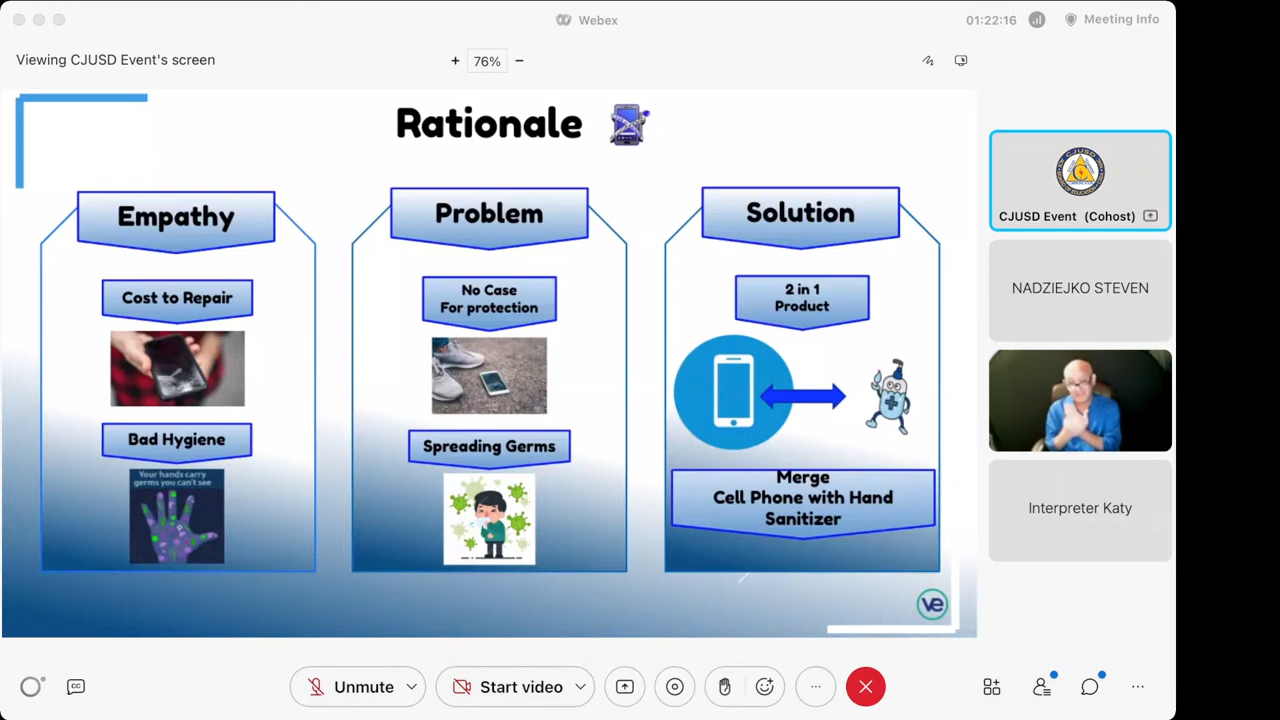 Webex
01:22:16
Meeting Info
Viewing CJUSD Event's screen
+ 76% −
Rationale
Empathy
Cost to Repair
Bad Hygiene
Your hands carry
germs you can't see
Problem
No Case
For protection
Spreading Germs
Solution
2 in 1
Product
Merge
Cell Phone with Hand
Sanitizer
ve
CJUSD Event (Cohost)
NADZIEJKO STEVEN
Interpreter Katy
CC
Unmute
Start video